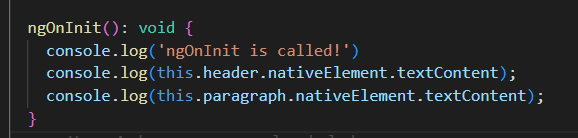 ngOnInit(): void {
console.log('ngOnInit is called!')
console.log(this.header.nativeElement.textContent);
console.log(this.paragraph.nativeElement.textContent);
}